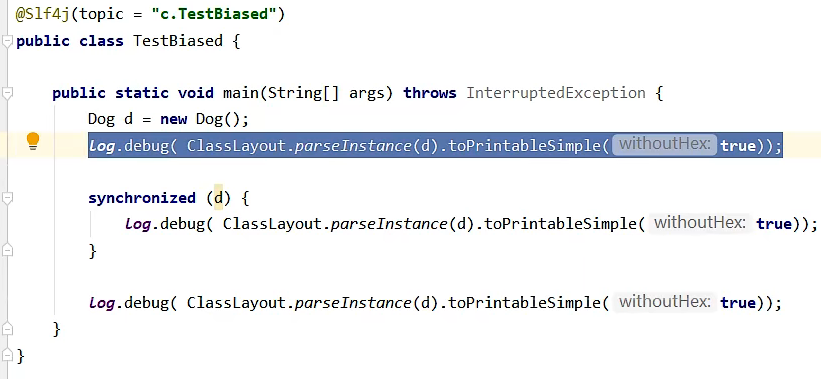 @Slf4j(topic = "c.TestBiased")
public class TestBiased {
public static void main(String[] args) throws InterruptedException {
Dog d = new Dog();
log.debug( ClassLayout.parseInstance(d).toPrintableSimple( withoutHex: true));
synchronized (d) {
log.debug( ClassLayout.parseInstance(d).toPrintableSimple( withoutHex: true));
}
log.debug( ClassLayout.parseInstance(d).toPrintableSimple( withoutHex: true));
}
}